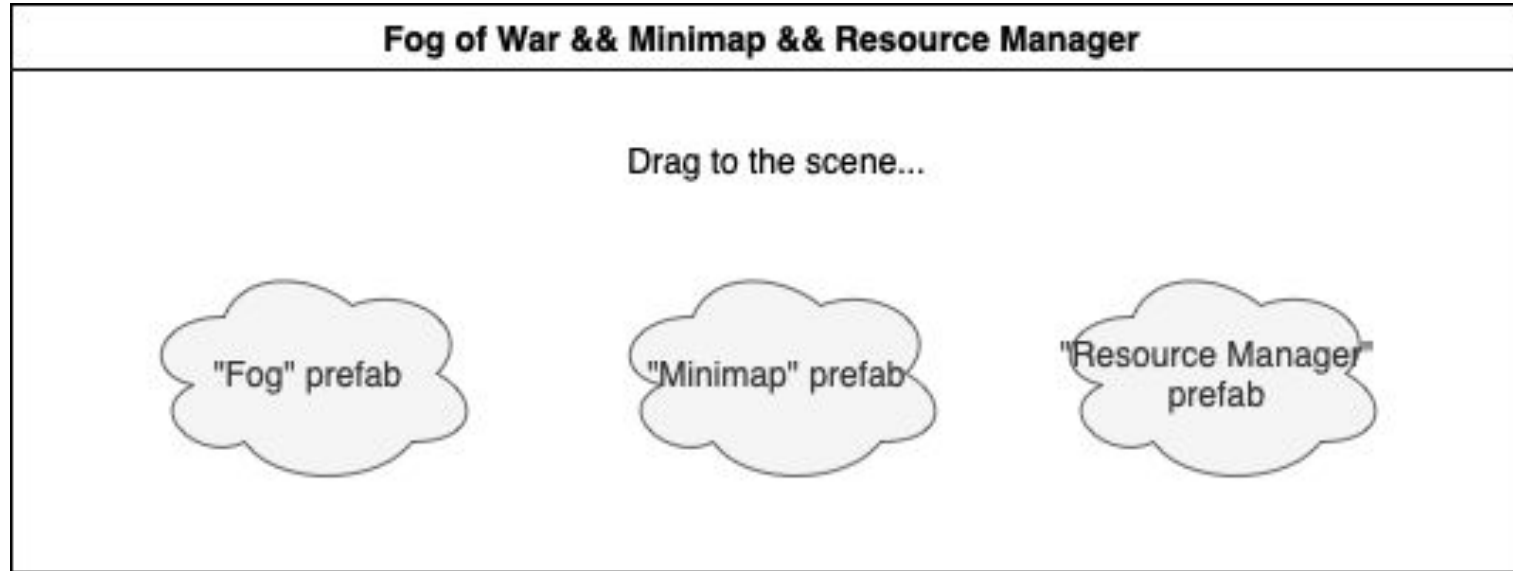 Fog of War && Minimap && Resource Manager
Drag to the scene...
"Fog" prefab
"Minimap" prefab
"Resource Manager"
prefab